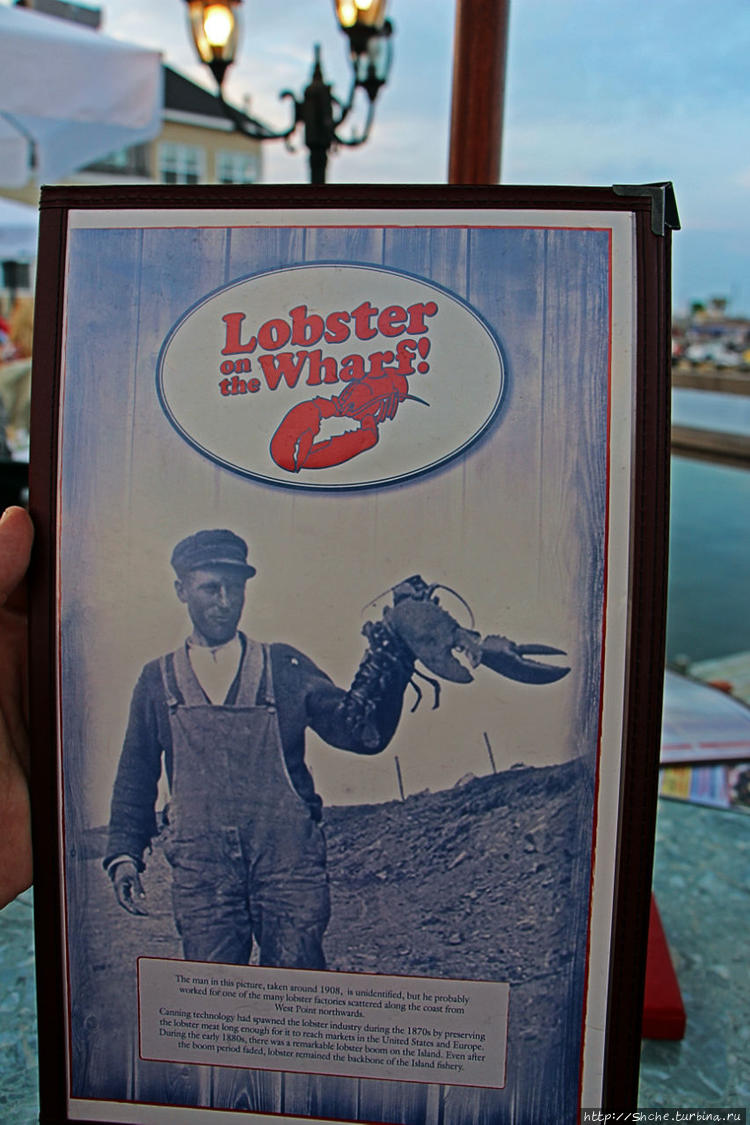 Lobster
on
the Wharf!
The man in this picture, taken around 1908, is unidentified, but he probably
worked for one of the many lobster factories scattered along the coast from
West Point northwards.
Canning technology had spawned the lobster industry during the 1870s by preserving
the lobster meat long enough for it to reach markets in the United States and Europe.
During the early 1880s, there was a remarkable lobster boom on the Island. Even after
the boom period faded, lobster remained the backbone of the Island fishery.
http://Shche.turbina.ru